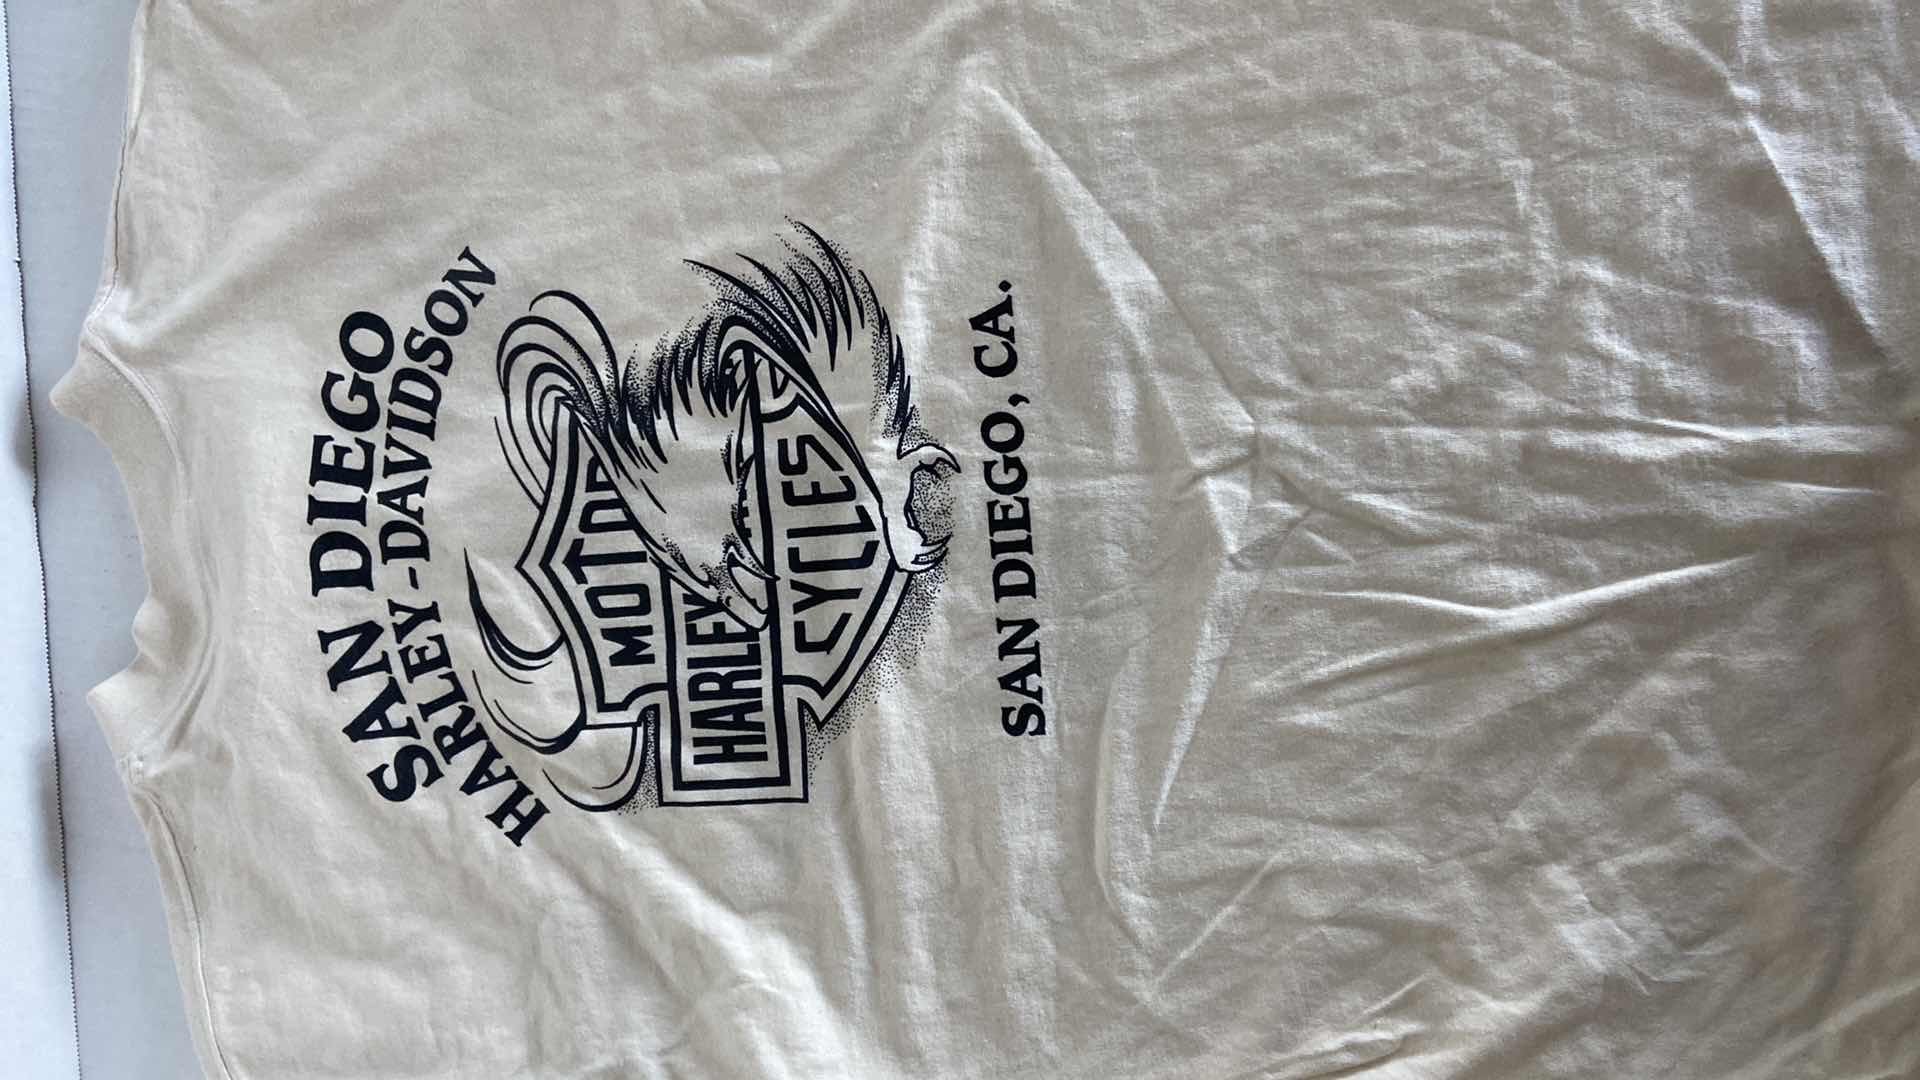 SAN DIEGO
HARLEY-DAVIDSON
MOTOR
HARLEY
CYCLES
SAN DIEGO, CA.